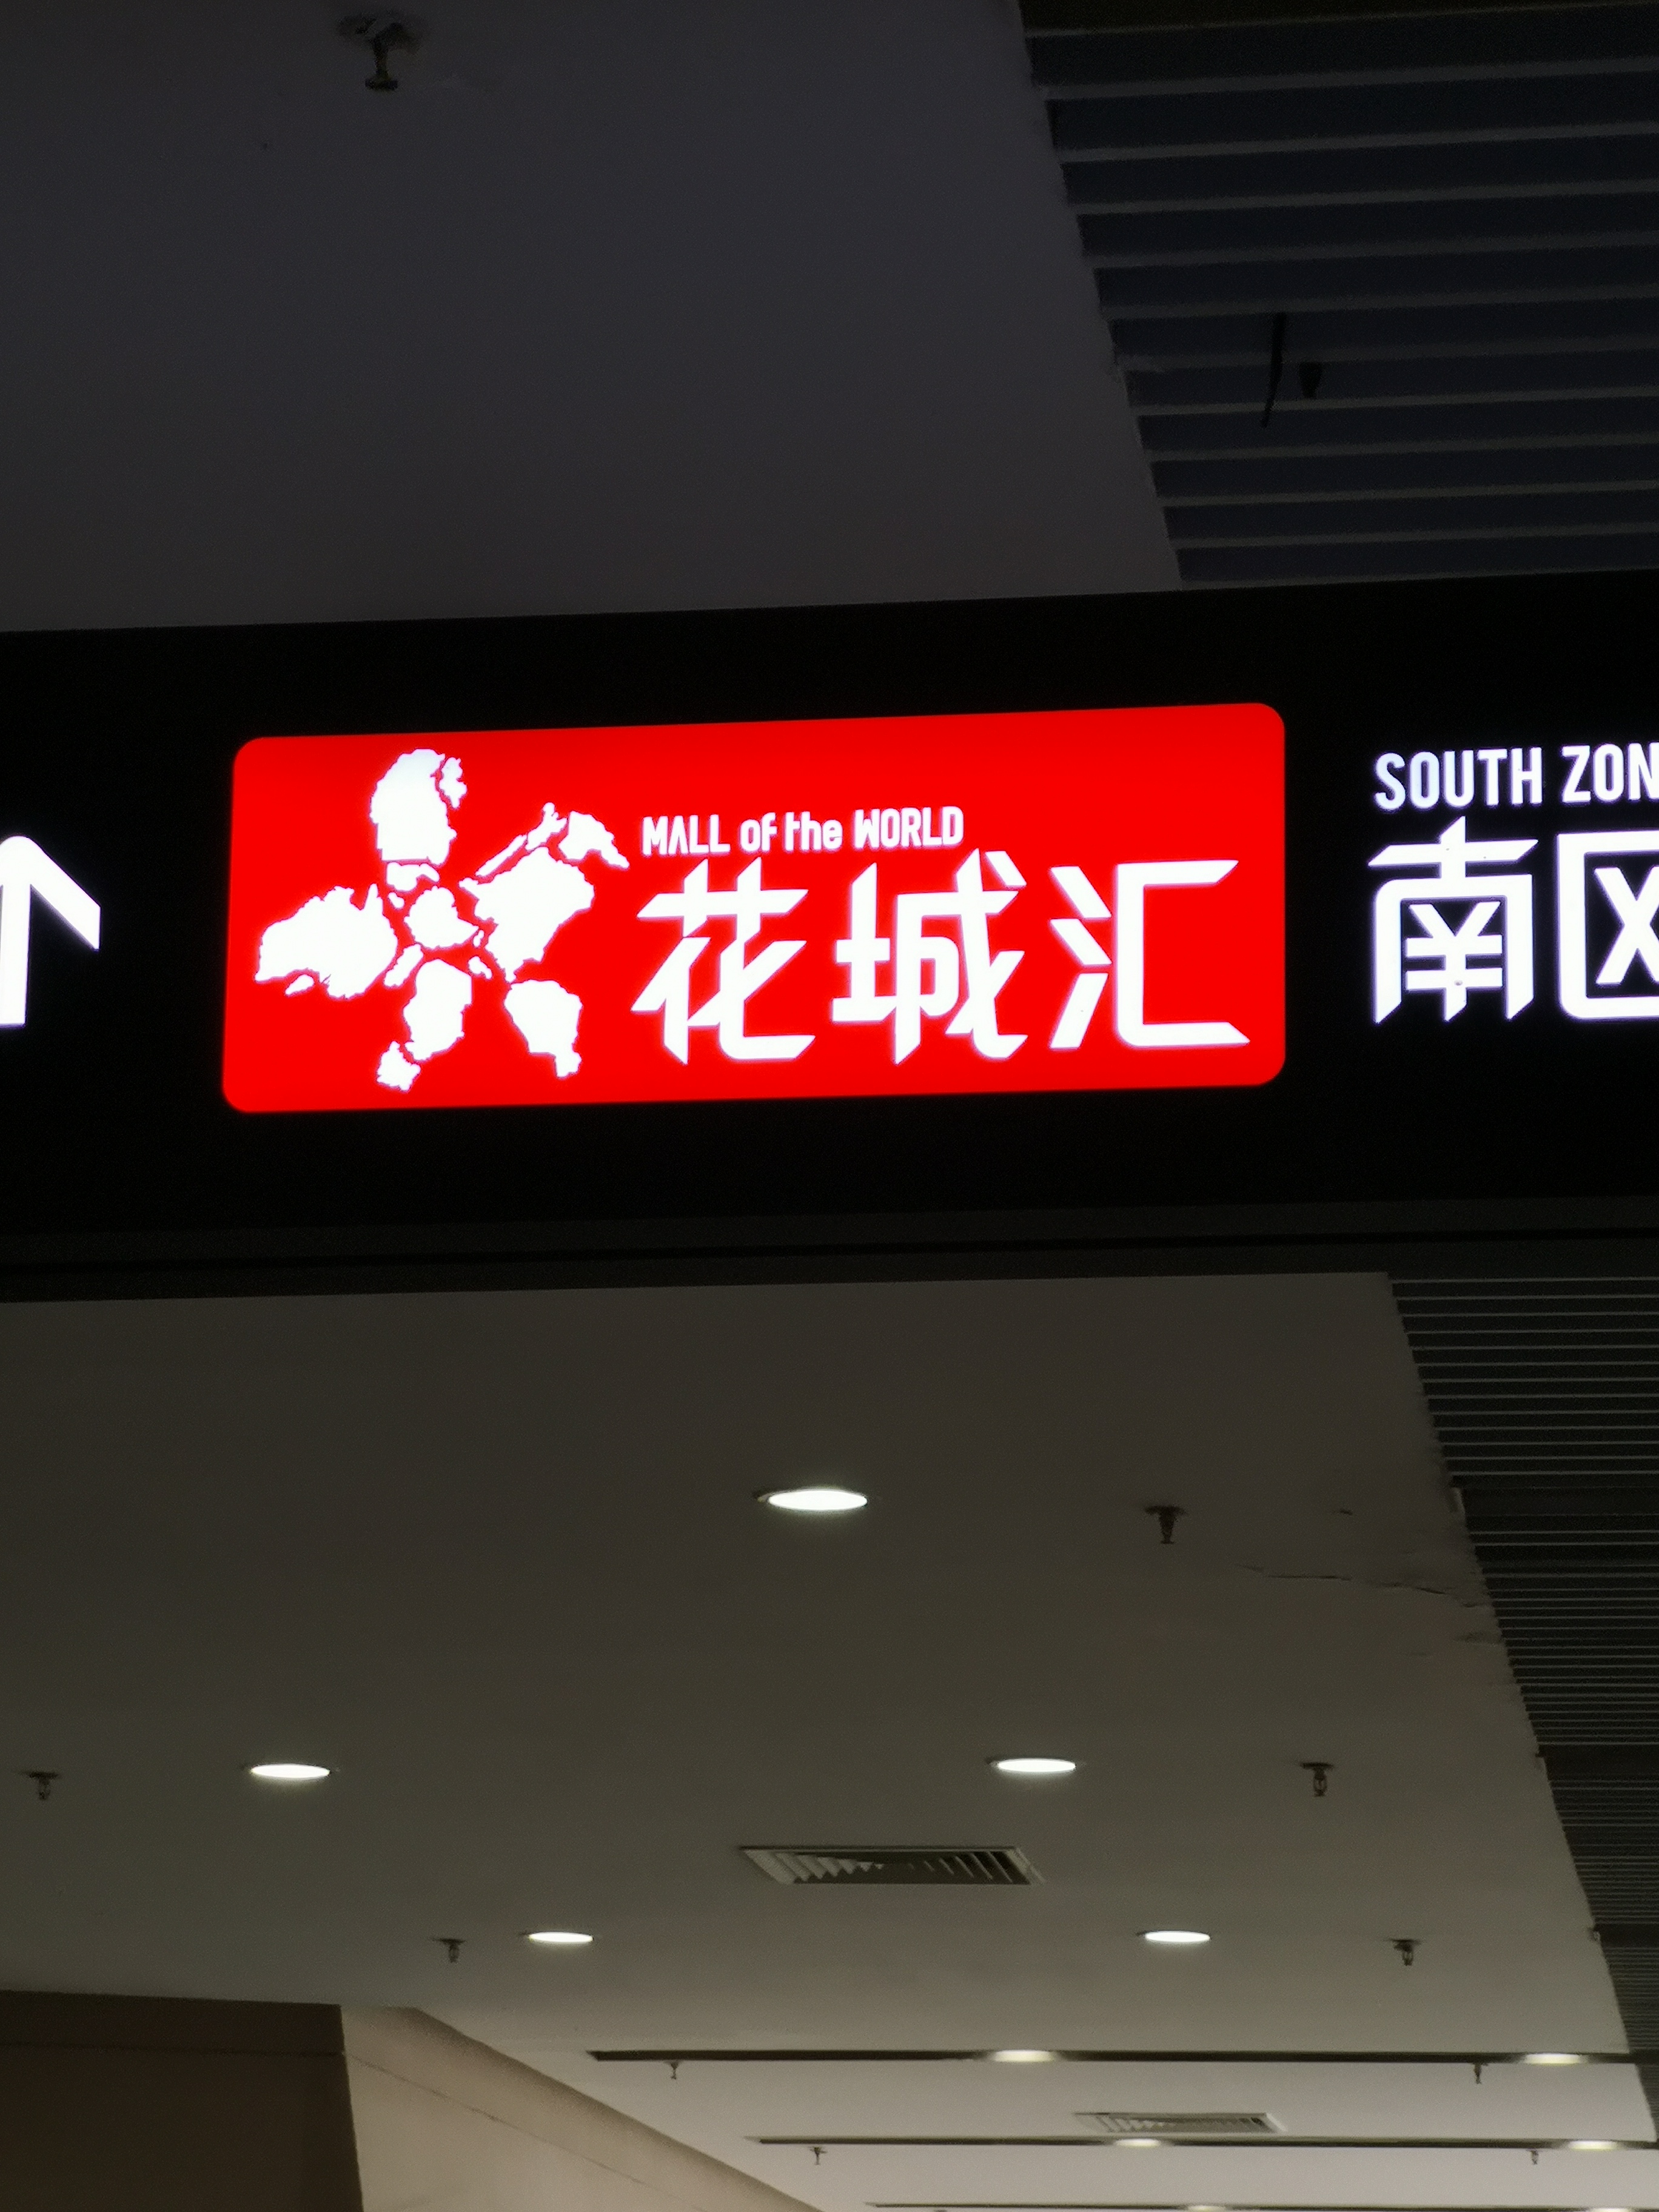 MALL of the WORLD
花城汇
SOUTH ZON
南区